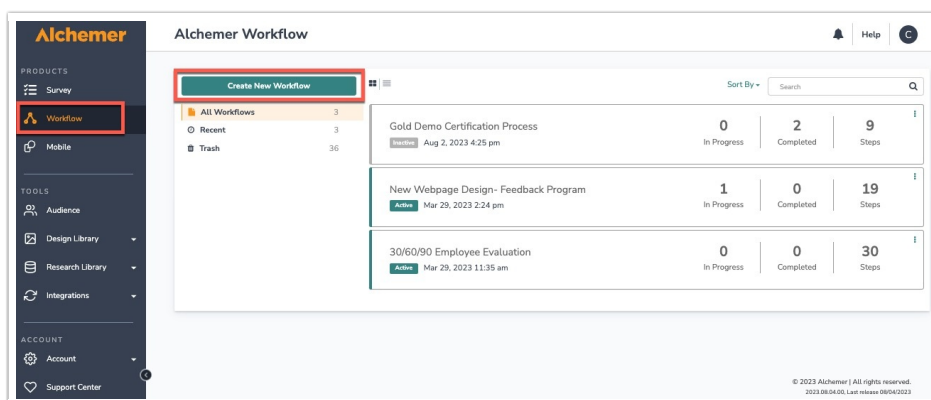 Alchemer
PRODUCTS
Survey
Workflow
Mobile
TOOLS
Audience
Design Library
Research Library
Integrations
ACCOUNT
Account
Support Center
Alchemer Workflow
Help
C
Create New Workflow
All Workflows 3
Recent 3
Trash 36
Sort By
Search
Gold Demo Certification Process
Inactive Aug 2, 2023 4:25 pm
0 2 9
In Progress Completed Steps
New Webpage Design- Feedback Program
Active Mar 29, 2023 2:24 pm
1 0 19
In Progress Completed Steps
30/60/90 Employee Evaluation
Active Mar 29, 2023 11:35 am
0 0 30
In Progress Completed Steps
© 2023 Alchemer | All rights reserved.
2023.08.04.00, Last release 08/04/2023